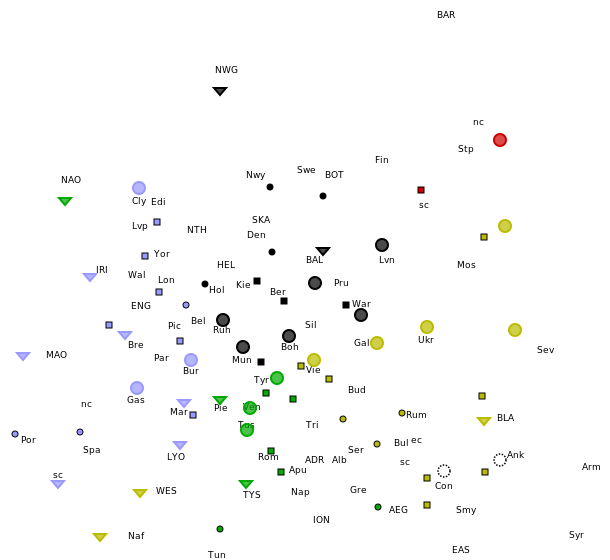 BAR
NWG
nc
Stp
Fin
Swe
BOT
Nwy
NAO
Cly
Edi
sc
SKA
Lvp
NTH
Den
Yor
BAL
Lvn
Mos
HEL
IRI
Wal
Lon
Kie
Ber
Pru
Hol
ENG
War
Bel
Ruh
Pic
Sil
Bre
Boh
Gal
Ukr
Sev
Par
Mun
Bur
Vie
Tyr
Bud
MAO
Gas
nc
Mar
Pie
Ven
Rum
BLA
Tus
Tri
Por
Spa
Ser
Bul
ec
LYO
Rom
Apu
ADR
Alb
sc
Ank
Arm
sc
Con
WES
TYS
Nap
Gre
AEG
Smy
ION
Naf
Tun
EAS
Syr